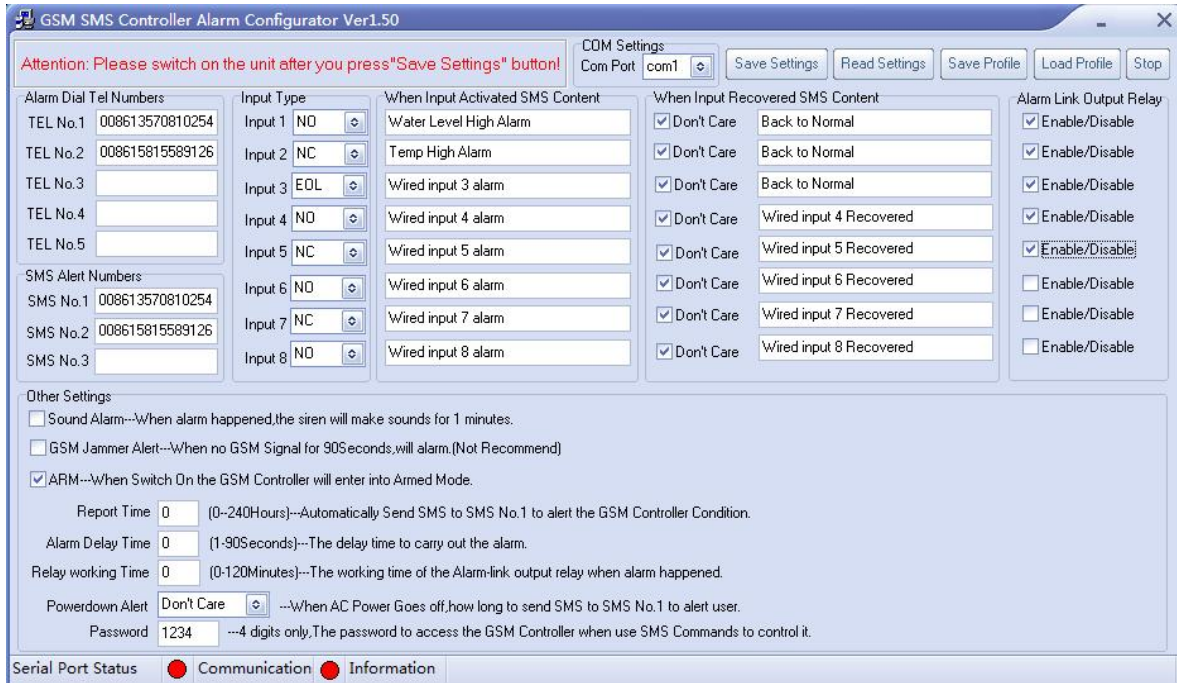 GSM SMS Controller Alarm Configurator Ver1.50
Attention: Please switch on the unit after you press"Save Settings" button!
COM Settings
Com Port com1
Save Settings
Read Settings
Save Profile
Load Profile
Stop
Alarm Dial Tel Numbers
TEL No.1 008613570810254
TEL No.2 008615815589126
TEL No.3
TEL No.4
TEL No.5
SMS Alert Numbers
SMS No.1 008613570810254
SMS No.2 008615815589126
SMS No.3
Input Type
Input 1 NO
Input 2 NC
Input 3 EOL
Input 4 NO
Input 5 NC
Input 6 NO
Input 7 NC
Input 8 NO
When Input Activated SMS Content
Water Level High Alarm
Temp High Alarm
Wired input 3 alarm
Wired input 4 alarm
Wired input 5 alarm
Wired input 6 alarm
Wired input 7 alarm
Wired input 8 alarm
When Input Recovered SMS Content
Don't Care Back to Normal
Don't Care Back to Normal
Don't Care Back to Normal
Don't Care Wired input 4 Recovered
Don't Care Wired input 5 Recovered
Don't Care Wired input 6 Recovered
Don't Care Wired input 7 Recovered
Don't Care Wired input 8 Recovered
Alarm Link Output Relay
Enable/Disable
Enable/Disable
Enable/Disable
Enable/Disable
Enable/Disable
Enable/Disable
Enable/Disable
Enable/Disable
Other Settings
Sound Alarm---When alarm happened,the siren will make sounds for 1 minutes.
GSM Jammer Alert---When no GSM Signal for 90Seconds,will alarm.(Not Recommend)
ARM---When Switch On the GSM Controller will enter into Armed Mode.
Report Time 0 (0--240Hours)---Automatically Send SMS to SMS No.1 to alert the GSM Controller Condition.
Alarm Delay Time 0 (1-90Seconds)---The delay time to carry out the alarm.
Relay working Time 0 (0-120Minutes)---The working time of the Alarm-link output relay when alarm happened.
Powerdown Alert Don't Care ---When AC Power Goes off,how long to send SMS to SMS No.1 to alert user.
Password 1234 ---4 digits only,The password to access the GSM Controller when use SMS Commands to control it.
Serial Port Status Communication Information